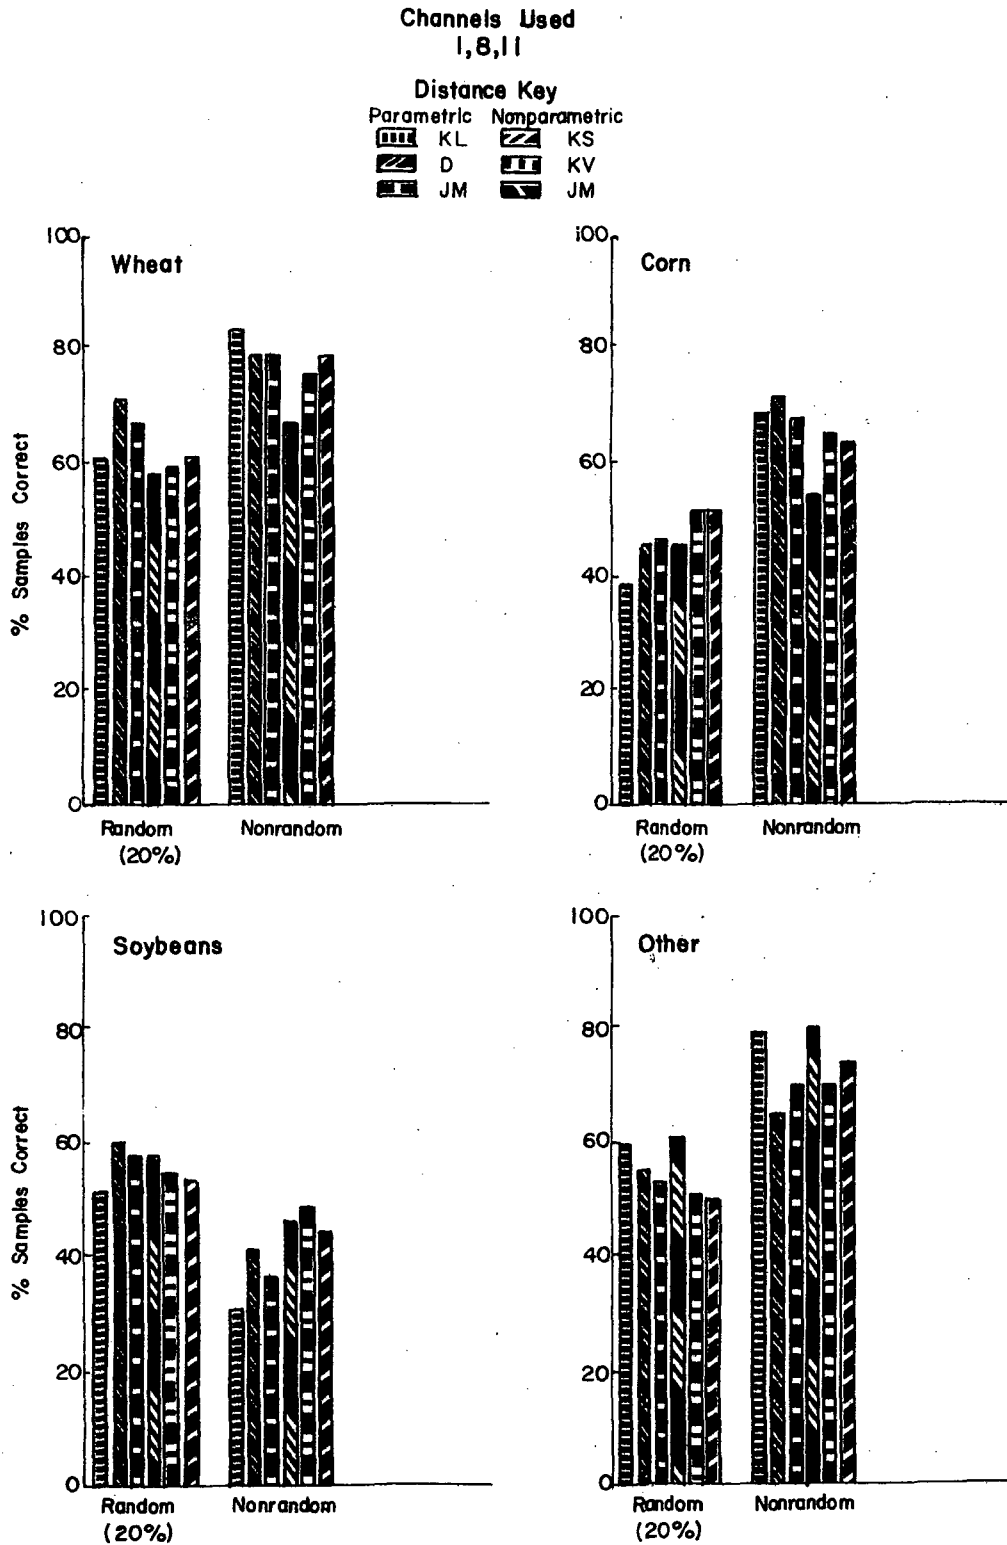 Channels Used
1,8,11
Distance Key
Parametric Nonparametric
KL KS
D KV
JM JM
Wheat
100
80
60
40
20
0
% Samples Correct
Random
(20%)
Nonrandom
Corn
100
80
60
40
20
0
Random
(20%)
Nonrandom
Soybeans
100
80
60
40
20
0
% Samples Correct
Random
(20%)
Nonrandom
Other
100
80
60
40
20
0
Random
(20%)
Nonrandom